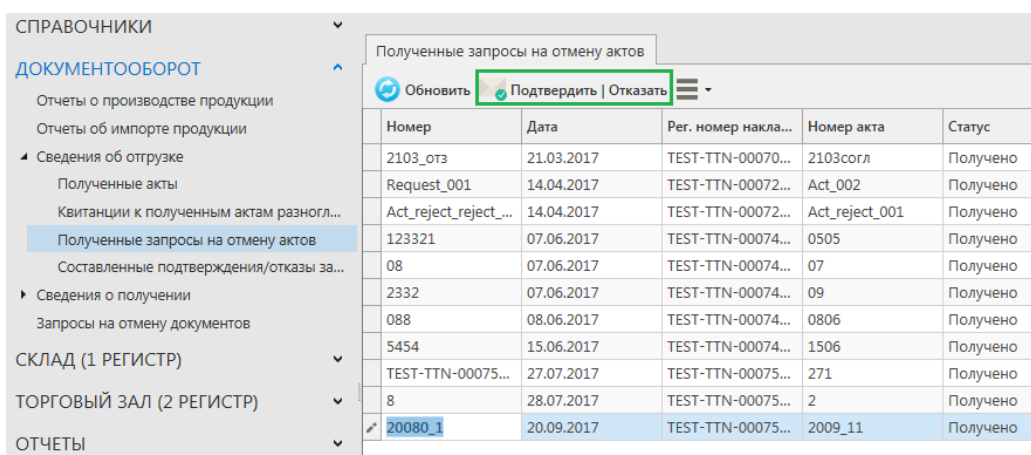 СПРАВОЧНИКИ
ДОКУМЕНТООБОРОТ
Отчеты о производстве продукции
Отчеты об импорте продукции
Сведения об отгрузке
Полученные акты
Квитанции к полученным актам разногл...
Полученные запросы на отмену актов
Составленные подтверждения/отказы за...
Сведения о получении
Запросы на отмену документов
СКЛАД (1 РЕГИСТР)
ТОРГОВЫЙ ЗАЛ (2 РЕГИСТР)
ОТЧЕТЫ
Полученные запросы на отмену актов
Обновить Подтвердить | Отказать
Номер Дата Рег. номер накла... Номер акта Статус
2103_отз 21.03.2017 TEST-TTN-00070... 2103согл Получено
Request_001 14.04.2017 TEST-TTN-00072... Act_002 Получено
Act_reject_reject_... 14.04.2017 TEST-TTN-00072... Act_reject_001 Получено
123321 07.06.2017 TEST-TTN-00074... 0505 Получено
08 07.06.2017 TEST-TTN-00074... 07 Получено
2332 07.06.2017 TEST-TTN-00074... 09 Получено
088 08.06.2017 TEST-TTN-00074... 0806 Получено
5454 15.06.2017 TEST-TTN-00074... 1506 Получено
TEST-TTN-00075... 27.07.2017 TEST-TTN-00075... 271 Получено
8 28.07.2017 TEST-TTN-00075... 2 Получено
20080_1 20.09.2017 TEST-TTN-00075... 2009_11 Получено